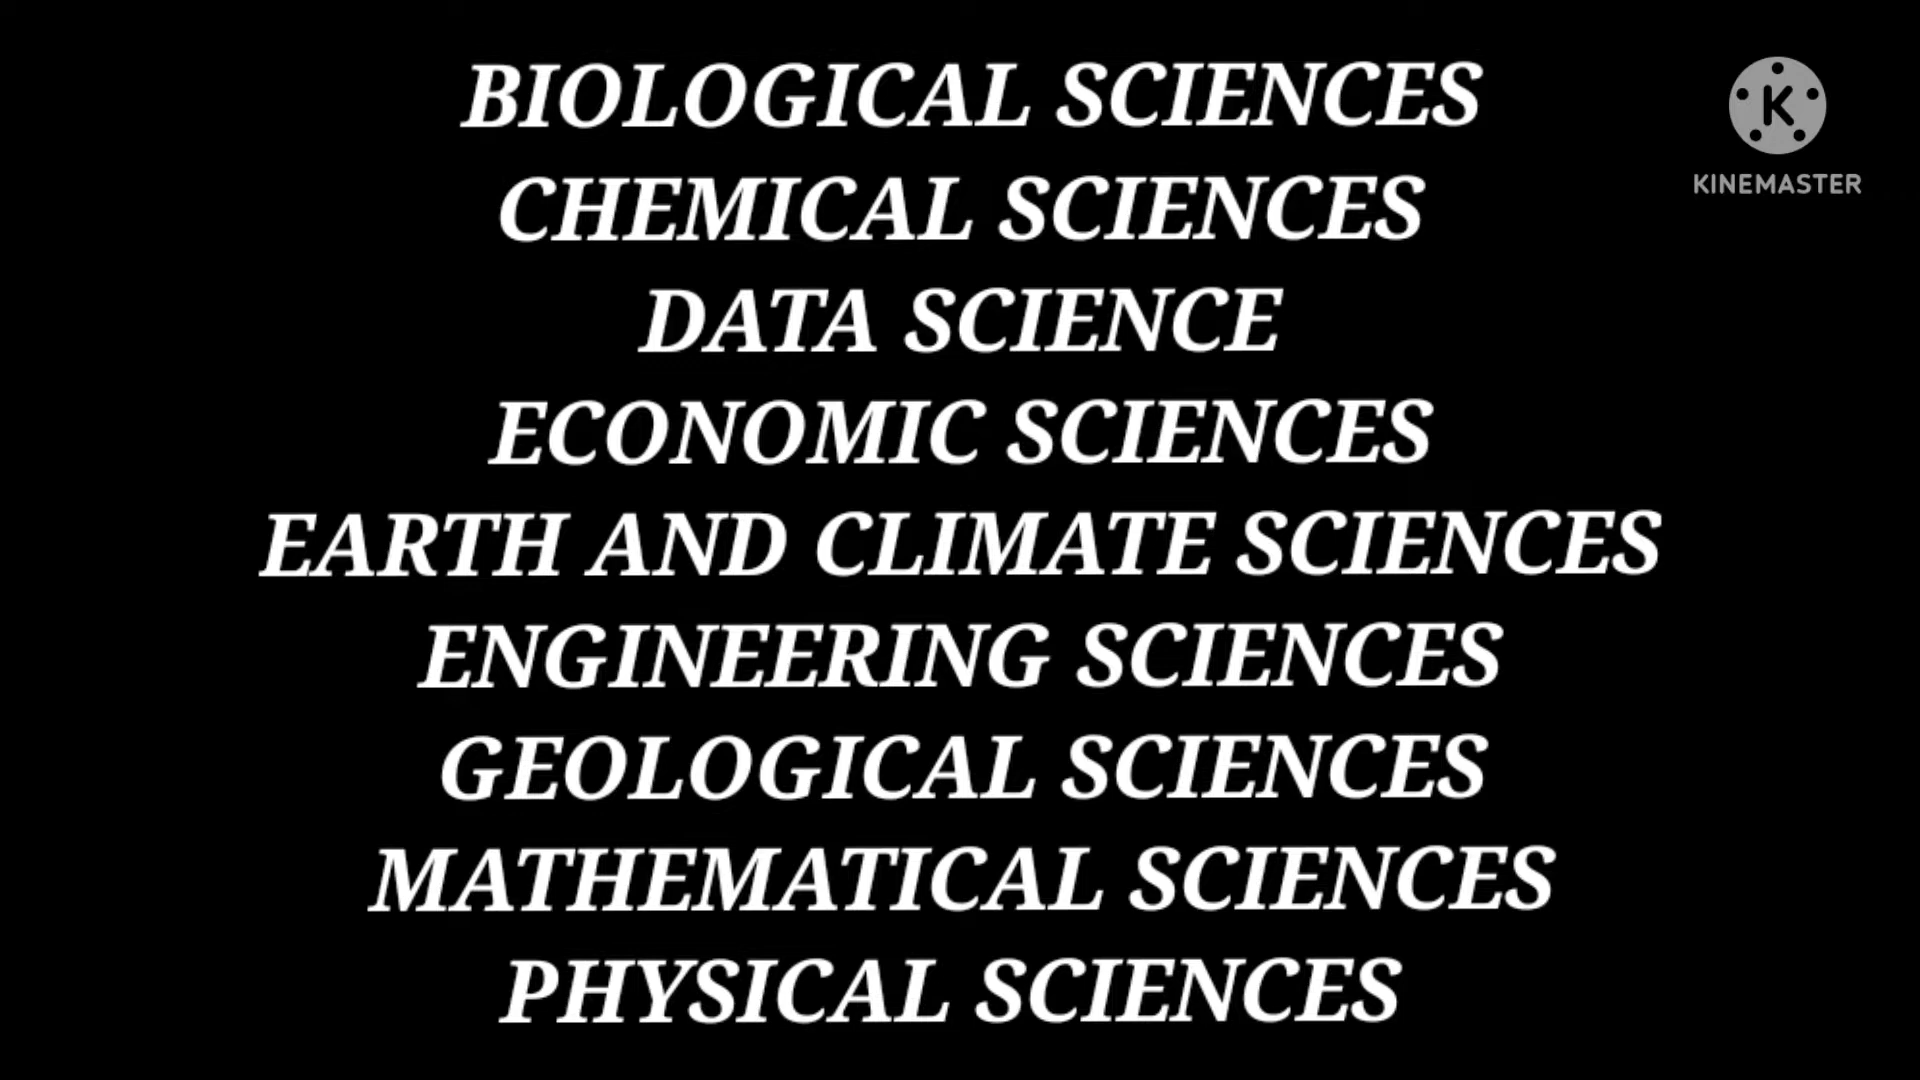 BIOLOGICAL SCIENCES
CHEMICAL SCIENCES
DATA SCIENCE
ECONOMIC SCIENCES
EARTH AND CLIMATE SCIENCES
ENGINEERING SCIENCES
GEOLOGICAL SCIENCES
MATHEMATICAL SCIENCES
PHYSICAL SCIENCES
K
KINEMASTER